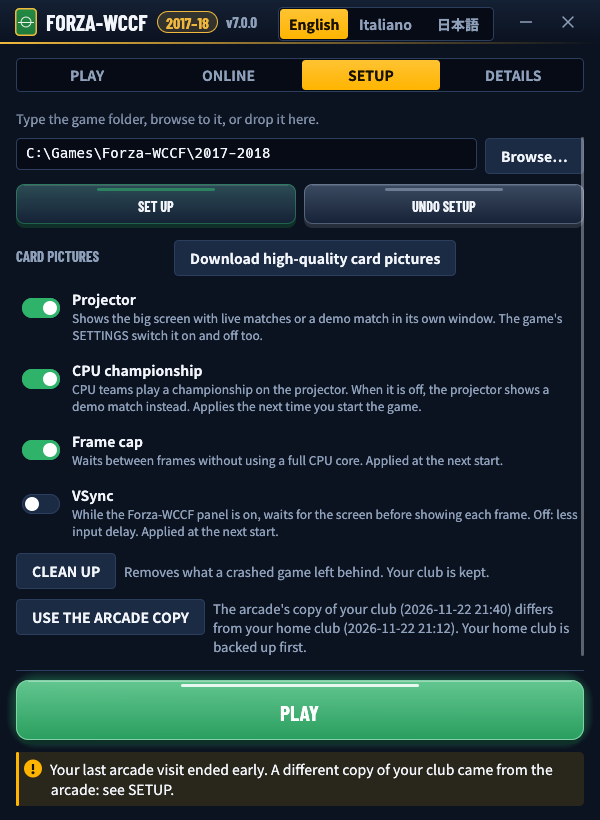 FORZA-WCCF 2017-18 v7.0.0 English Italiano 日本語
PLAY ONLINE SETUP DETAILS
Type the game folder, browse to it, or drop it here.
C:\Games\Forza-WCCF\2017-2018 Browse...
SET UP UNDO SETUP
CARD PICTURES Download high-quality card pictures
Projector
Shows the big screen with live matches or a demo match in its own window. The game's
SETTINGS switch it on and off too.
CPU championship
CPU teams play a championship on the projector. When it is off, the projector shows a
demo match instead. Applies the next time you start the game.
Frame cap
Waits between frames without using a full CPU core. Applied at the next start.
VSync
While the Forza-WCCF panel is on, waits for the screen before showing each frame. Off: less
input delay. Applied at the next start.
CLEAN UP Removes what a crashed game left behind. Your club is kept.
USE THE ARCADE COPY The arcade's copy of your club (2026-11-22 21:40) differs
from your home club (2026-11-22 21:12). Your home club is
backed up first.
PLAY
Your last arcade visit ended early. A different copy of your club came from the
arcade: see SETUP.